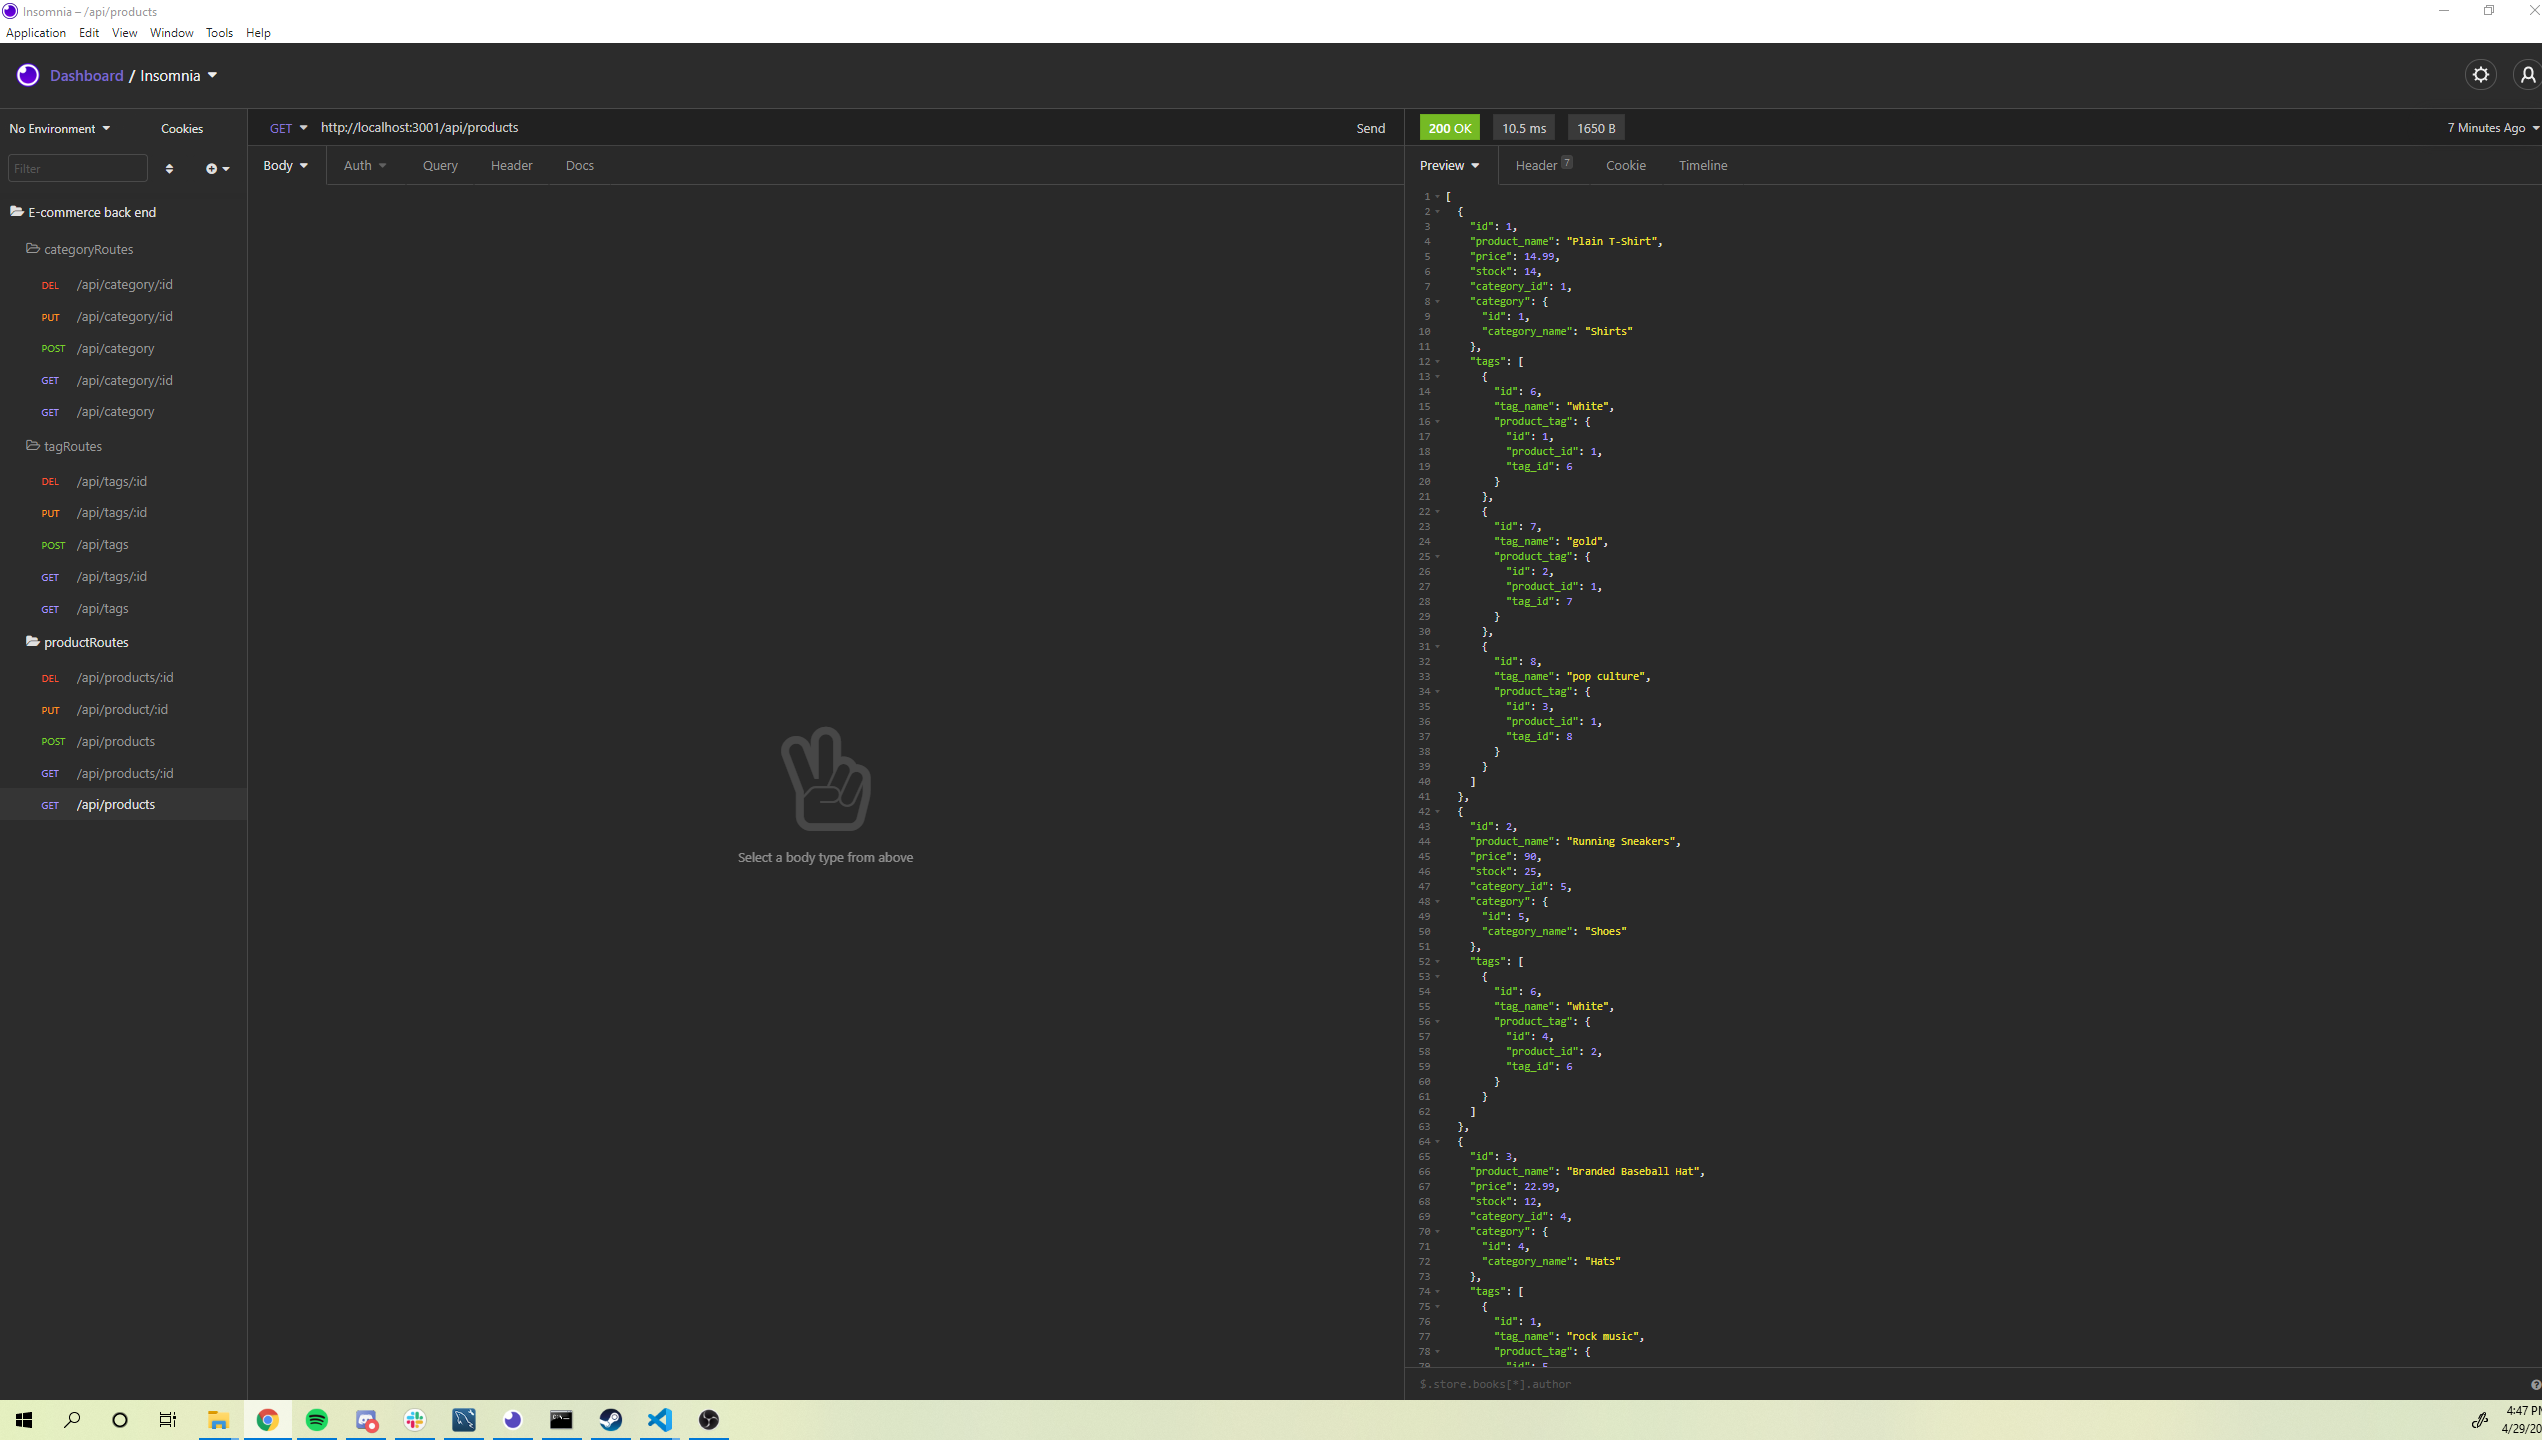 Insomnia – /api/products
Application Edit View Window Tools Help
Dashboard / Insomnia
No Environment Cookies
GET http://localhost:3001/api/products Send
200 OK 10.5 ms 1650 B 7 Minutes Ago
Filter
Body Auth Query Header Docs
Preview Header 7 Cookie Timeline
E-commerce back end
categoryRoutes
DEL /api/category/:id
PUT /api/category/:id
POST /api/category
GET /api/category/:id
GET /api/category
tagRoutes
DEL /api/tags/:id
PUT /api/tags/:id
POST /api/tags
GET /api/tags/:id
GET /api/tags
productRoutes
DEL /api/products/:id
PUT /api/product/:id
POST /api/products
GET /api/products/:id
GET /api/products
Select a body type from above
1 [
2 {
3 "id": 1,
4 "product_name": "Plain T-Shirt",
5 "price": 14.99,
6 "stock": 14,
7 "category_id": 1,
8 "category": {
9 "id": 1,
10 "category_name": "Shirts"
11 },
12 "tags": [
13 {
14 "id": 6,
15 "tag_name": "white",
16 "product_tag": {
17 "id": 1,
18 "product_id": 1,
19 "tag_id": 6
20 }
21 },
22 {
23 "id": 7,
24 "tag_name": "gold",
25 "product_tag": {
26 "id": 2,
27 "product_id": 1,
28 "tag_id": 7
29 }
30 },
31 {
32 "id": 8,
33 "tag_name": "pop culture",
34 "product_tag": {
35 "id": 3,
36 "product_id": 1,
37 "tag_id": 8
38 }
39 }
40 ]
41 },
42 {
43 "id": 2,
44 "product_name": "Running Sneakers",
45 "price": 90,
46 "stock": 25,
47 "category_id": 5,
48 "category": {
49 "id": 5,
50 "category_name": "Shoes"
51 },
52 "tags": [
53 {
54 "id": 6,
55 "tag_name": "white",
56 "product_tag": {
57 "id": 4,
58 "product_id": 2,
59 "tag_id": 6
60 }
61 }
62 ]
63 },
64 {
65 "id": 3,
66 "product_name": "Branded Baseball Hat",
67 "price": 22.99,
68 "stock": 12,
69 "category_id": 4,
70 "category": {
71 "id": 4,
72 "category_name": "Hats"
73 },
74 "tags": [
75 {
76 "id": 1,
77 "tag_name": "rock music",
78 "product_tag": {
79 "id": 5
$.store.books[*].author
4:47 PM
4/29/20